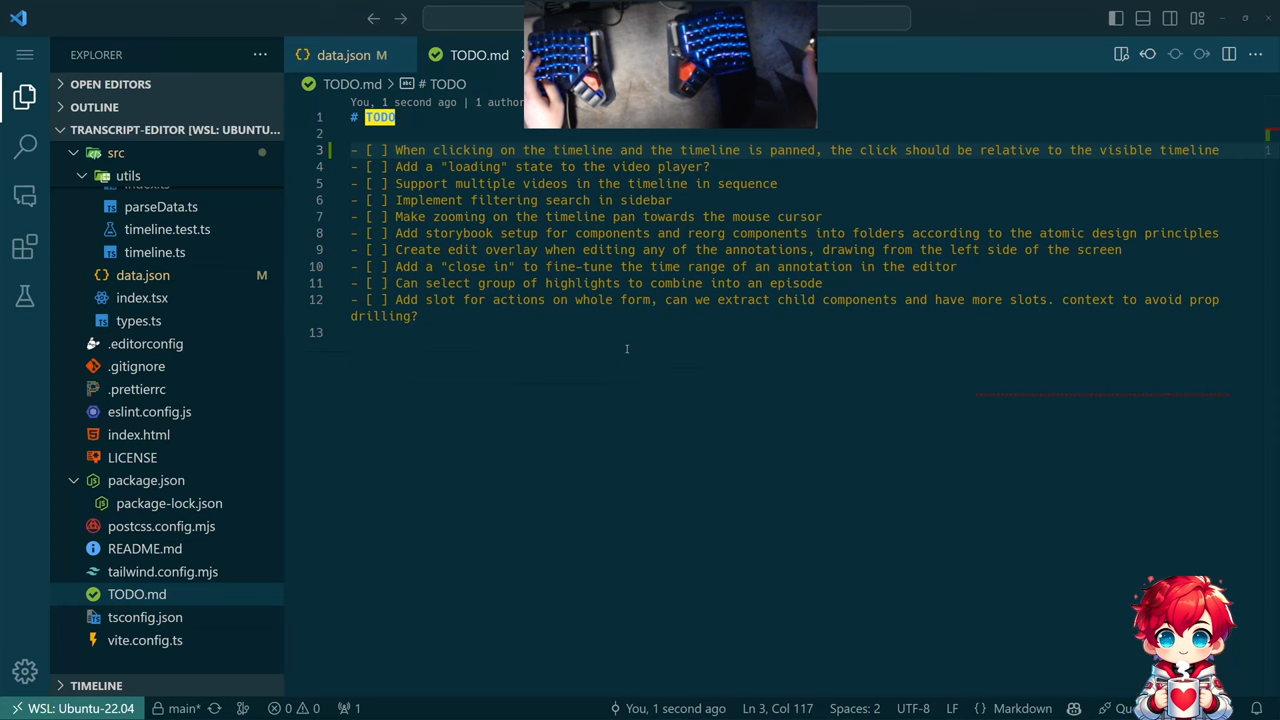 EXPLORER
OPEN EDITORS
OUTLINE
TRANSCRIPT-EDITOR [WSL: UBUNTU...
src
utils
parseData.ts
timeline.test.ts
timeline.ts
data.json M
index.tsx
types.ts
.editorconfig
.gitignore
.prettierrc
eslint.config.js
index.html
LICENSE
package.json
package-lock.json
postcss.config.mjs
README.md
tailwind.config.mjs
TODO.md
tsconfig.json
vite.config.ts
TIMELINE
data.json M
TODO.md
TODO.md > # TODO
You, 1 second ago | 1 author
1 # TODO
2
3 - [ ] When clicking on the timeline and the timeline is panned, the click should be relative to the visible timeline
4 - [ ] Add a "loading" state to the video player?
5 - [ ] Support multiple videos in the timeline in sequence
6 - [ ] Implement filtering search in sidebar
7 - [ ] Make zooming on the timeline pan towards the mouse cursor
8 - [ ] Add storybook setup for components and reorg components into folders according to the atomic design principles
9 - [ ] Create edit overlay when editing any of the annotations, drawing from the left side of the screen
10 - [ ] Add a "close in" to fine-tune the time range of an annotation in the editor
11 - [ ] Can select group of highlights to combine into an episode
12 - [ ] Add slot for actions on whole form, can we extract child components and have more slots. context to avoid prop
drilling?
13
WSL: Ubuntu-22.04 main* 0 0 1 You, 1 second ago Ln 3, Col 117 Spaces: 2 UTF-8 LF {} Markdown